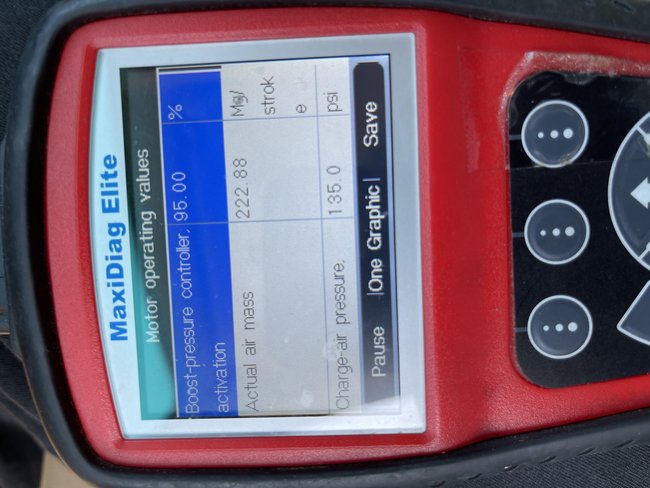 MaxiDiag Elite
Motor operating values
Boost-pressure controller, 95.00 %
activation
Actual air mass 222.88 Mg/
strok
e
Charge-air pressure, 135.0 psi
Pause |One Graphic| Save